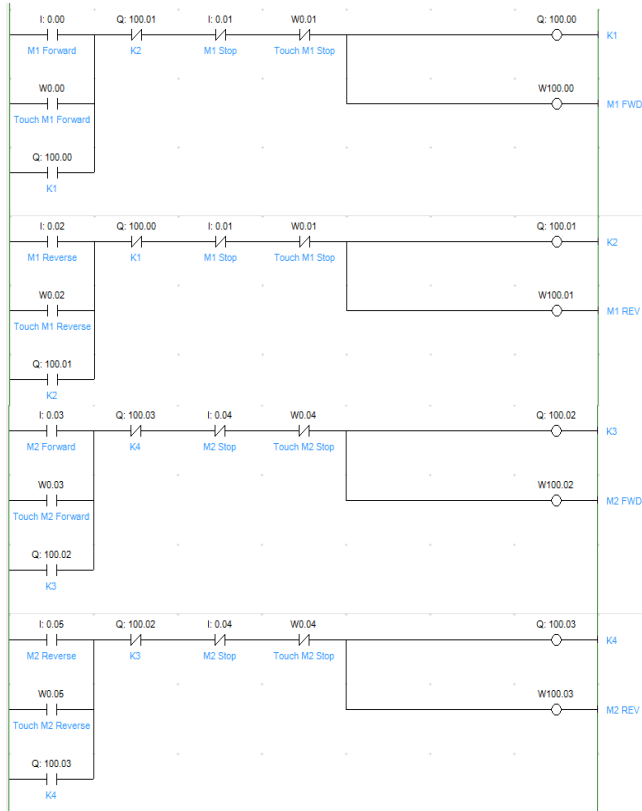 I: 0.00 Q: 100.01 I: 0.01 W0.01 Q: 100.00
K1
M1 Forward K2 M1 Stop Touch M1 Stop
W0.00 W100.00
M1 FWD
Touch M1 Forward
Q: 100.00
K1
I: 0.02 Q: 100.00 I: 0.01 W0.01 Q: 100.01
K2
M1 Reverse K1 M1 Stop Touch M1 Stop
W0.02 W100.01
M1 REV
Touch M1 Reverse
Q: 100.01
K2
I: 0.03 Q: 100.03 I: 0.04 W0.04 Q: 100.02
K3
M2 Forward K4 M2 Stop Touch M2 Stop
W0.03 W100.02
M2 FWD
Touch M2 Forward
Q: 100.02
K3
I: 0.05 Q: 100.02 I: 0.04 W0.04 Q: 100.03
K4
M2 Reverse K3 M2 Stop Touch M2 Stop
W0.05 W100.03
M2 REV
Touch M2 Reverse
Q: 100.03
K4